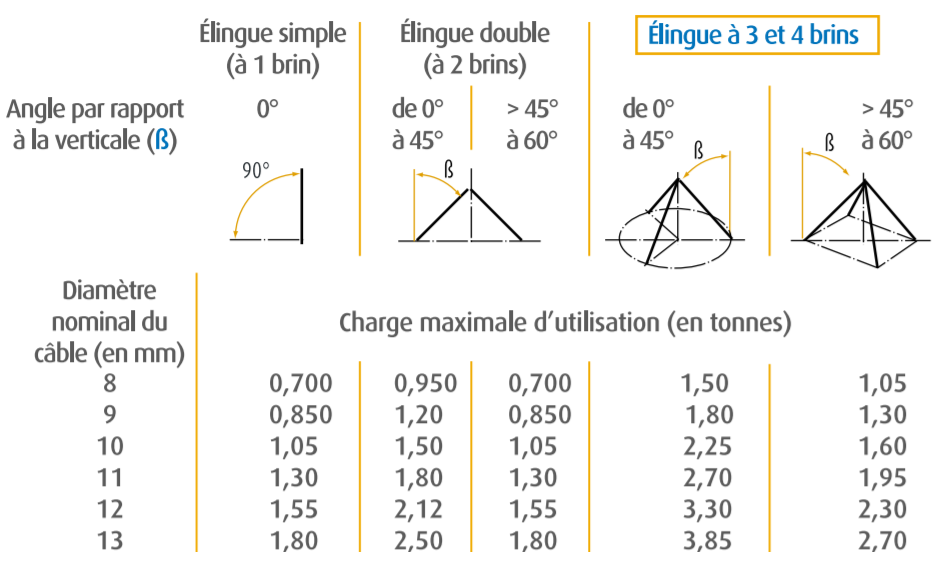 Élingue simple
(à 1 brin)
Élingue double
(à 2 brins)
Élingue à 3 et 4 brins
Angle par rapport
à la verticale (ß)
0°
de 0°
à 45°
> 45°
à 60°
de 0°
à 45°
> 45°
à 60°
90°
ß
ß
ß
Diamètre
nominal du
câble (en mm)
Charge maximale d'utilisation (en tonnes)
8 0,700 0,950 0,700 1,50 1,05
9 0,850 1,20 0,850 1,80 1,30
10 1,05 1,50 1,05 2,25 1,60
11 1,30 1,80 1,30 2,70 1,95
12 1,55 2,12 1,55 3,30 2,30
13 1,80 2,50 1,80 3,85 2,70